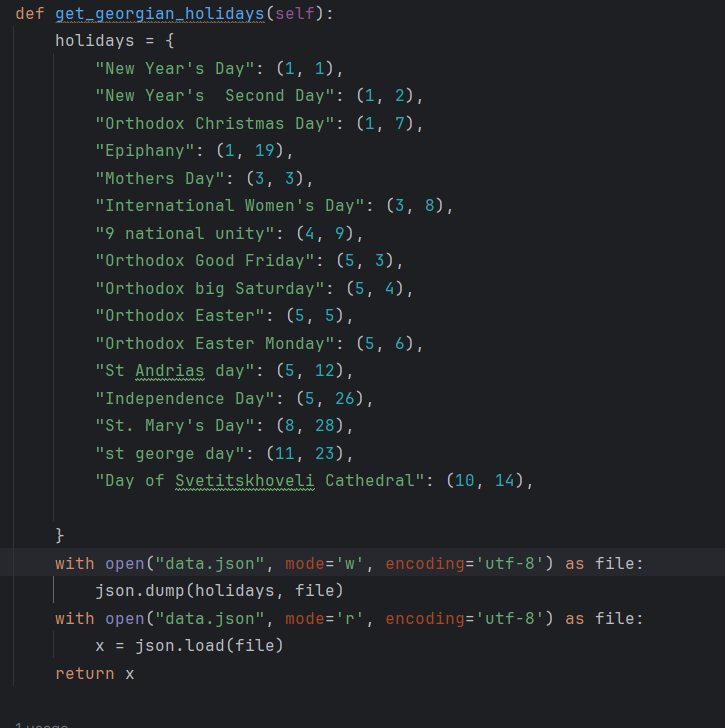 def get_georgian_holidays(self):
    holidays = {
        "New Year's Day": (1, 1),
        "New Year's  Second Day": (1, 2),
        "Orthodox Christmas Day": (1, 7),
        "Epiphany": (1, 19),
        "Mothers Day": (3, 3),
        "International Women's Day": (3, 8),
        "9 national unity": (4, 9),
        "Orthodox Good Friday": (5, 3),
        "Orthodox big Saturday": (5, 4),
        "Orthodox Easter": (5, 5),
        "Orthodox Easter Monday": (5, 6),
        "St Andrias day": (5, 12),
        "Independence Day": (5, 26),
        "St. Mary's Day": (8, 28),
        "st george day": (11, 23),
        "Day of Svetitskhoveli Cathedral": (10, 14),
    }
    with open("data.json", mode='w', encoding='utf-8') as file:
        json.dump(holidays, file)
    with open("data.json", mode='r', encoding='utf-8') as file:
        x = json.load(file)
    return x
1 usage